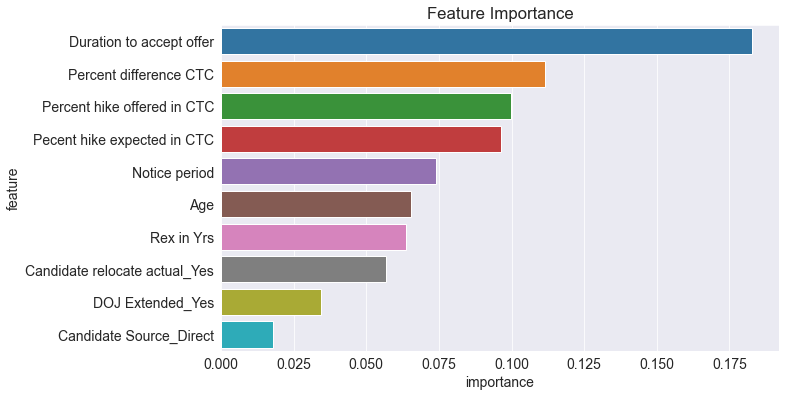 Feature Importance
Duration to accept offer
Percent difference CTC
Percent hike offered in CTC
Pecent hike expected in CTC
Notice period
Age
Rex in Yrs
Candidate relocate actual_Yes
DOJ Extended_Yes
Candidate Source_Direct
feature
0.000 0.025 0.050 0.075 0.100 0.125 0.150 0.175
importance